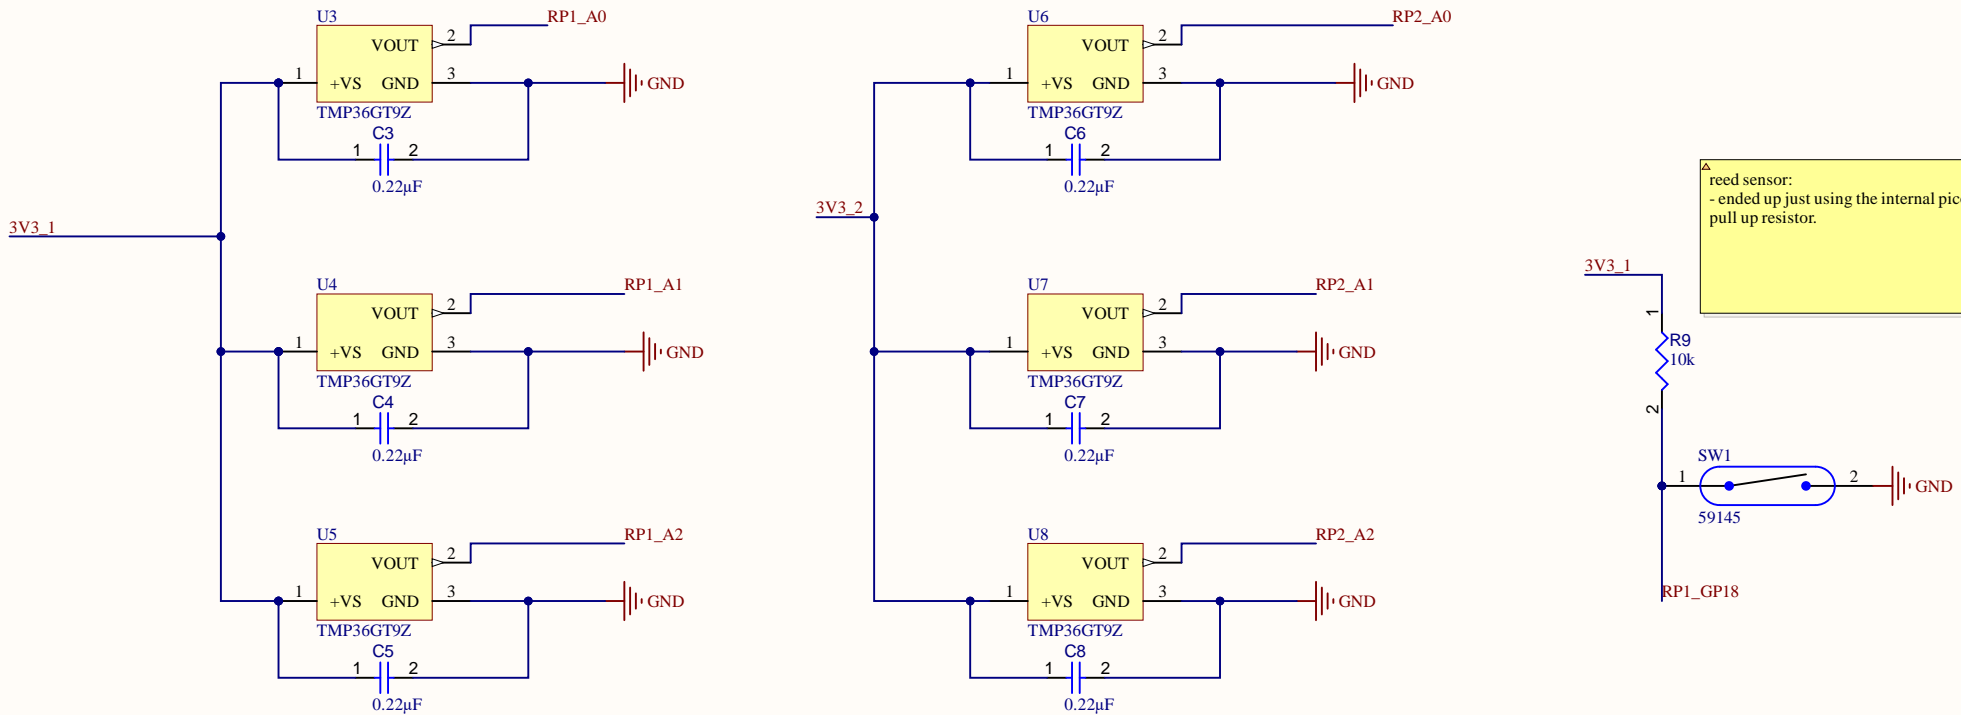 U3
RP1_A0
VOUT 2
1 +VS GND 3 GND
TMP36GT9Z
C3
1 2
0.22µF
3V3_1
U4
RP1_A1
VOUT 2
1 +VS GND 3 GND
TMP36GT9Z
C4
1 2
0.22µF
U5
RP1_A2
VOUT 2
1 +VS GND 3 GND
TMP36GT9Z
C5
1 2
0.22µF
U6
RP2_A0
VOUT 2
1 +VS GND 3 GND
TMP36GT9Z
C6
1 2
0.22µF
3V3_2
U7
RP2_A1
VOUT 2
1 +VS GND 3 GND
TMP36GT9Z
C7
1 2
0.22µF
U8
RP2_A2
VOUT 2
1 +VS GND 3 GND
TMP36GT9Z
C8
1 2
0.22µF
reed sensor:
- ended up just using the internal pic
pull up resistor.
3V3_1
1
R9
10k
2
SW1
1 2 GND
59145
RP1_GP18